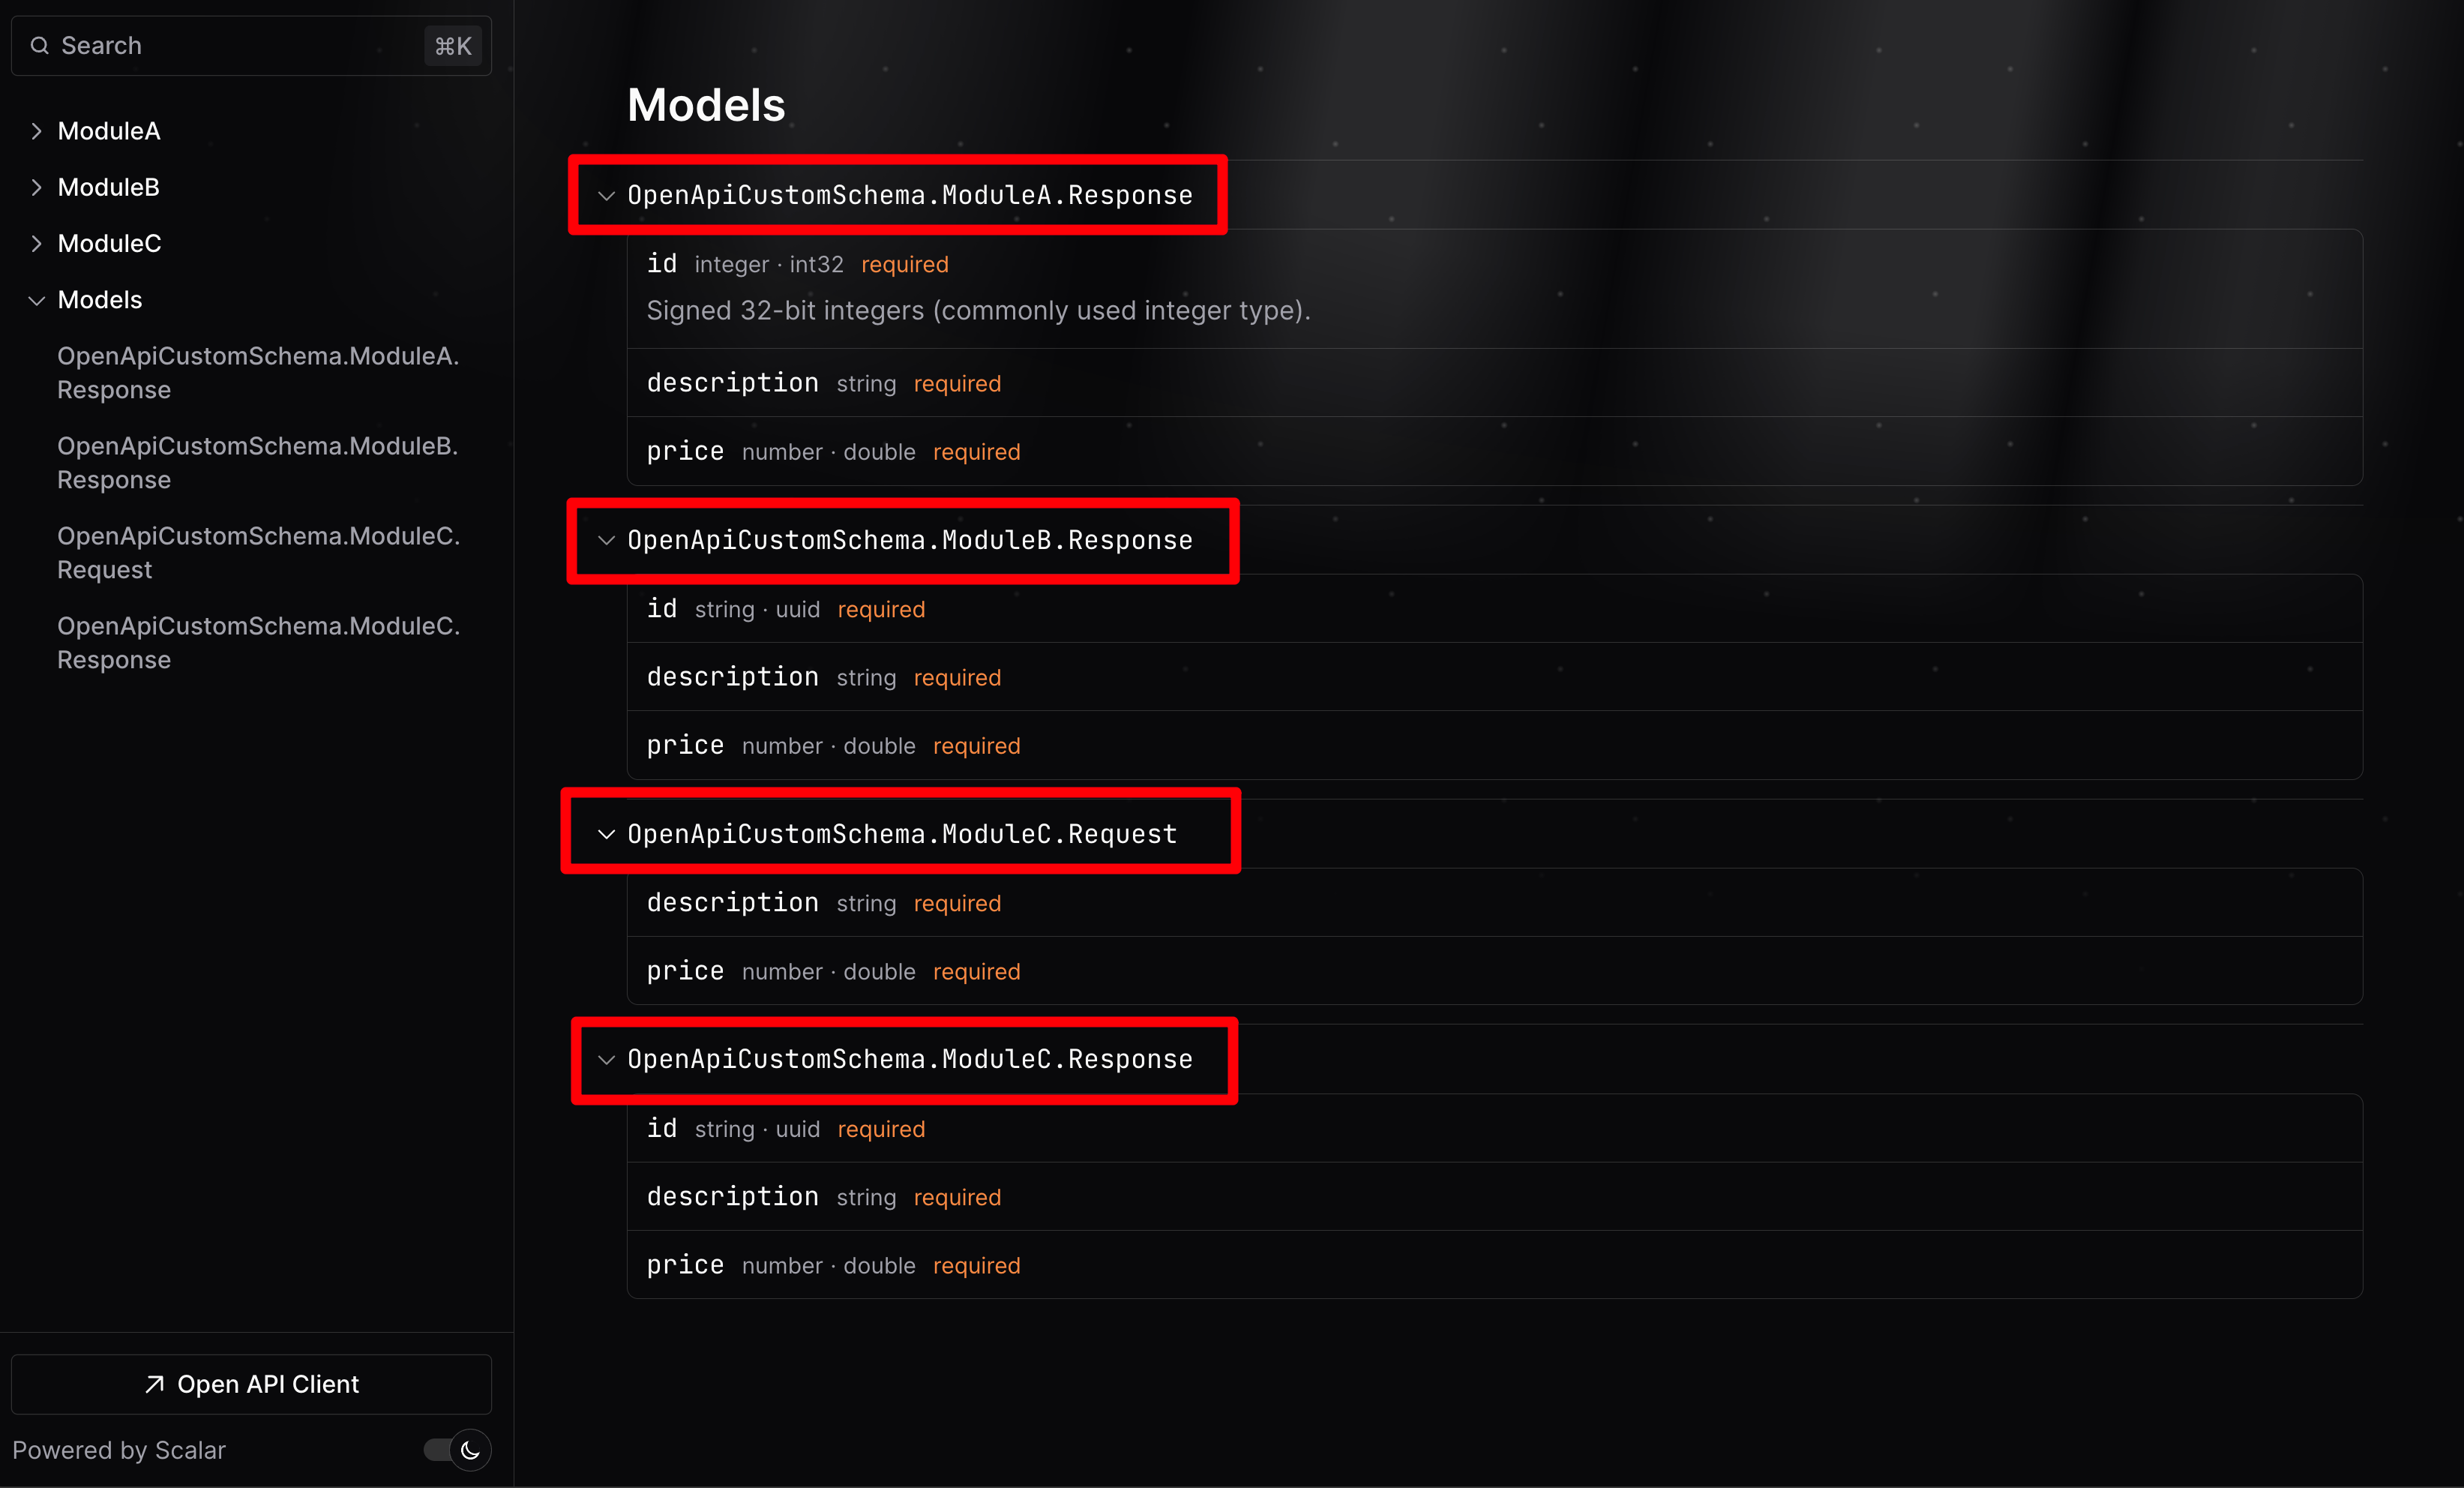 Search
⌘K
ModuleA
ModuleB
ModuleC
Models
OpenApiCustomSchema.ModuleA.
Response
OpenApiCustomSchema.ModuleB.
Response
OpenApiCustomSchema.ModuleC.
Request
OpenApiCustomSchema.ModuleC.
Response
Open API Client
Powered by Scalar
Models
OpenApiCustomSchema.ModuleA.Response
id integer · int32 required
Signed 32-bit integers (commonly used integer type).
description string required
price number · double required
OpenApiCustomSchema.ModuleB.Response
id string · uuid required
description string required
price number · double required
OpenApiCustomSchema.ModuleC.Request
description string required
price number · double required
OpenApiCustomSchema.ModuleC.Response
id string · uuid required
description string required
price number · double required